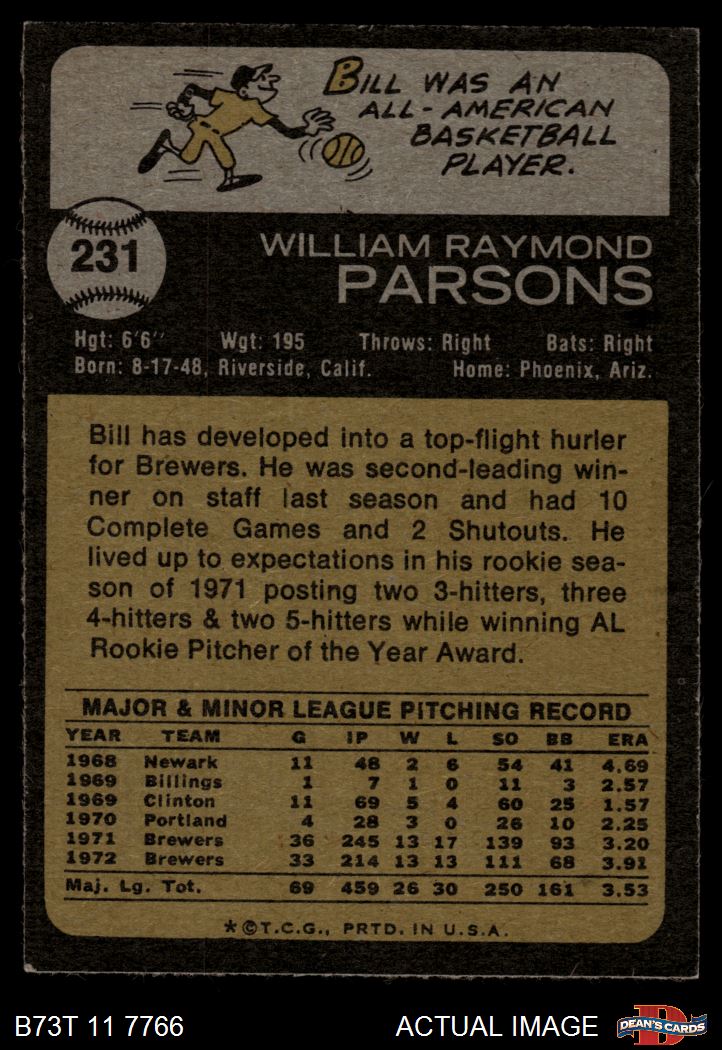 BILL WAS AN
ALL-AMERICAN
BASKETBALL
PLAYER.
231
WILLIAM RAYMOND
PARSONS
Hgt: 6'6'' Wgt: 195 Throws: Right Bats: Right
Born: 8-17-48, Riverside, Calif. Home: Phoenix, Ariz.
Bill has developed into a top-flight hurler
for Brewers. He was second-leading win-
ner on staff last season and had 10
Complete Games and 2 Shutouts. He
lived up to expectations in his rookie sea-
son of 1971 posting two 3-hitters, three
4-hitters & two 5-hitters while winning AL
Rookie Pitcher of the Year Award.
MAJOR & MINOR LEAGUE PITCHING RECORD
YEAR TEAM G IP W L SO BB ERA
1968 Newark 11 48 2 6 54 41 4.69
1969 Billings 1 7 1 0 11 3 2.57
1969 Clinton 11 69 5 4 60 25 1.57
1970 Portland 4 28 3 0 26 10 2.25
1971 Brewers 36 245 13 17 139 93 3.20
1972 Brewers 33 214 13 13 111 68 3.91
Maj. Lg. Tot. 69 459 26 30 250 161 3.53
*©T.C.G., PRTD. IN U.S.A.
B73T 11 7766 ACTUAL IMAGE DEAN'S CARDS